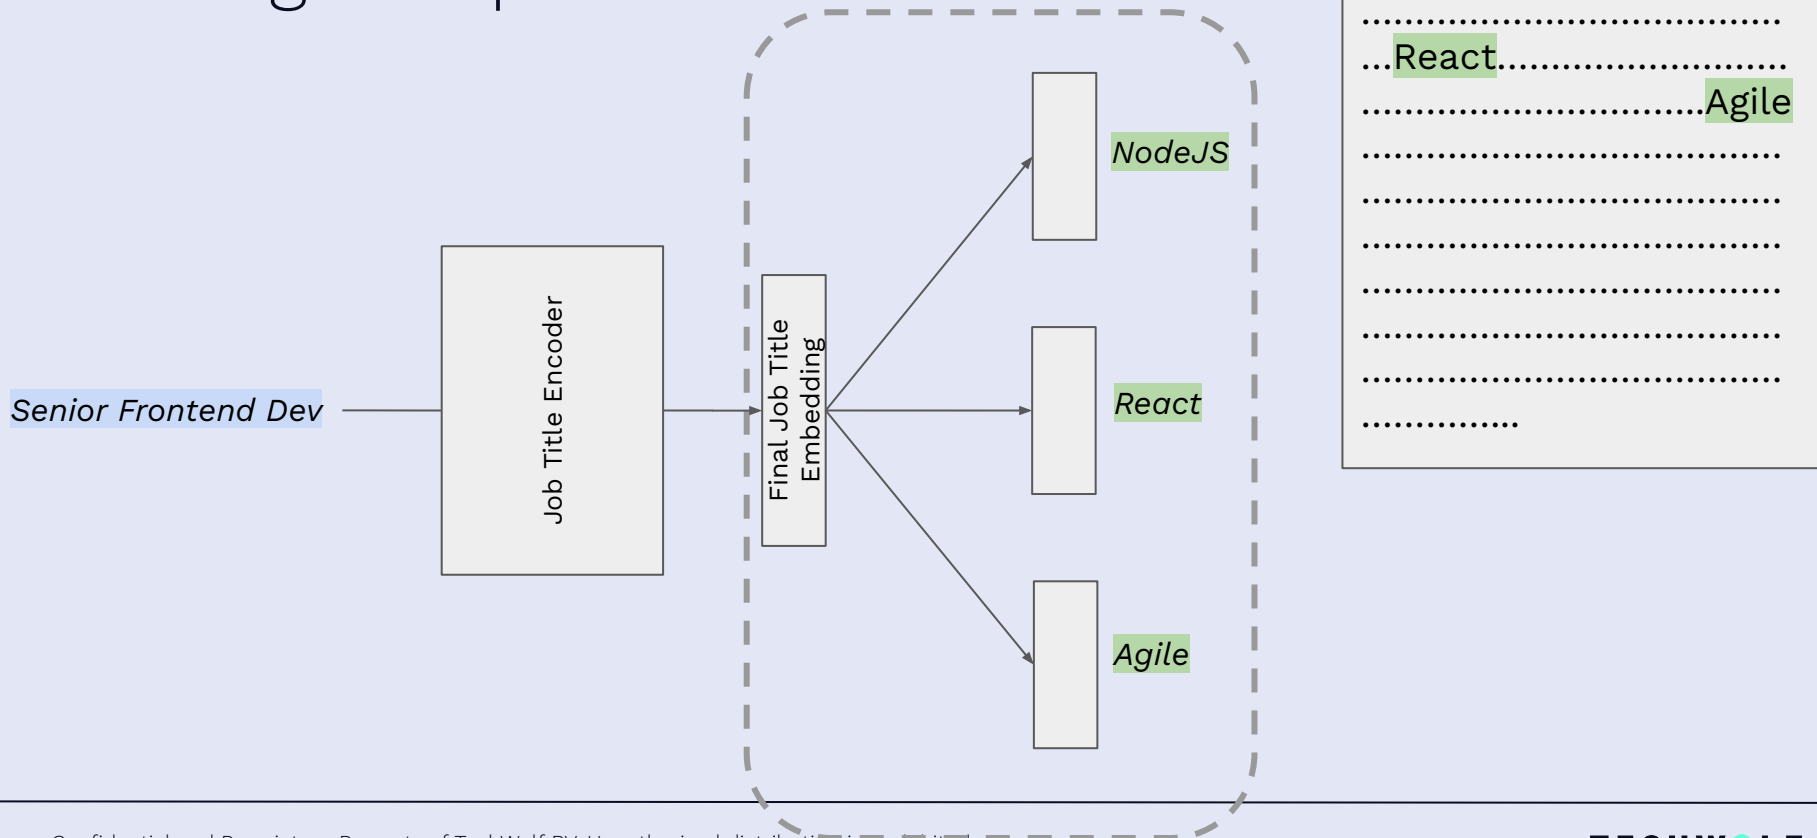 ...React...........................
................................Agile
NodeJS
Job Title Encoder
Final Job Title
Embedding
Senior Frontend Dev
React
Agile